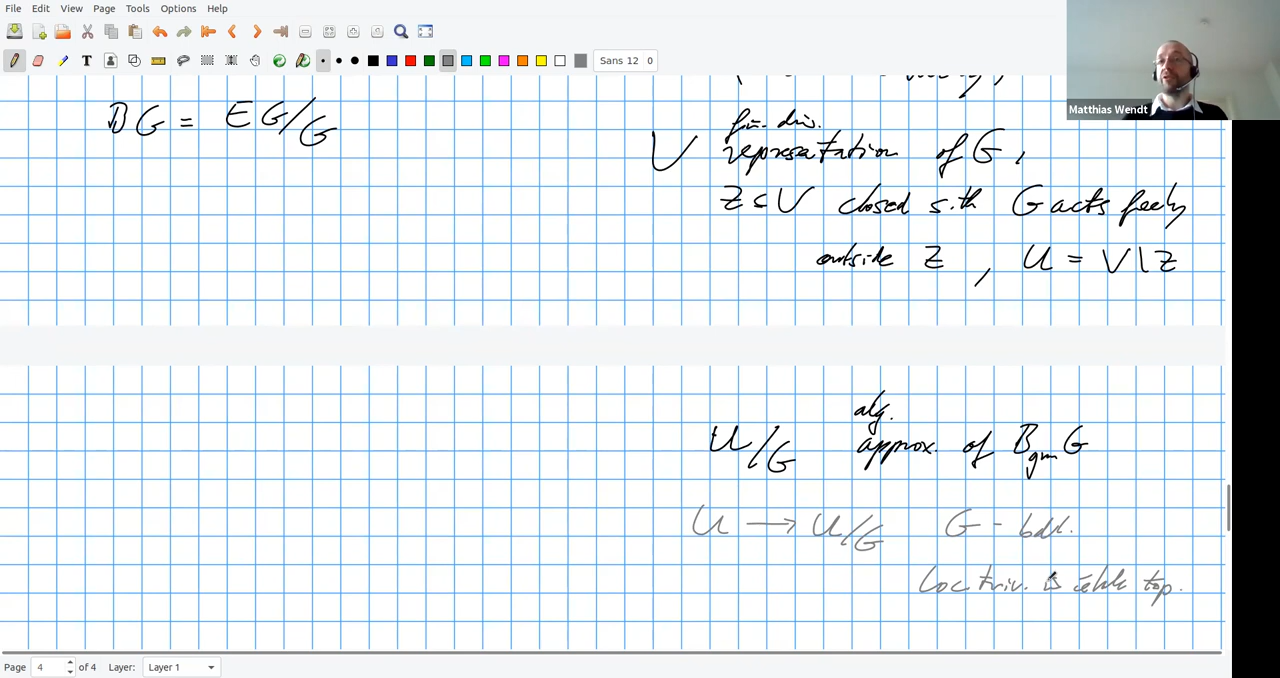 File Edit View Page Tools Options Help
Sans 12 0
Matthias Wendt
BG = EG/G
fin. dim.
V representation of G,
Z ⊂ V closed s.th G acts freely
outside Z, U = V \ Z
alg.
U/G approx. of B_gm G
U → U/G G - bdl.
loc. triv. in étale top.
Page 4 of 4 Layer: Layer 1